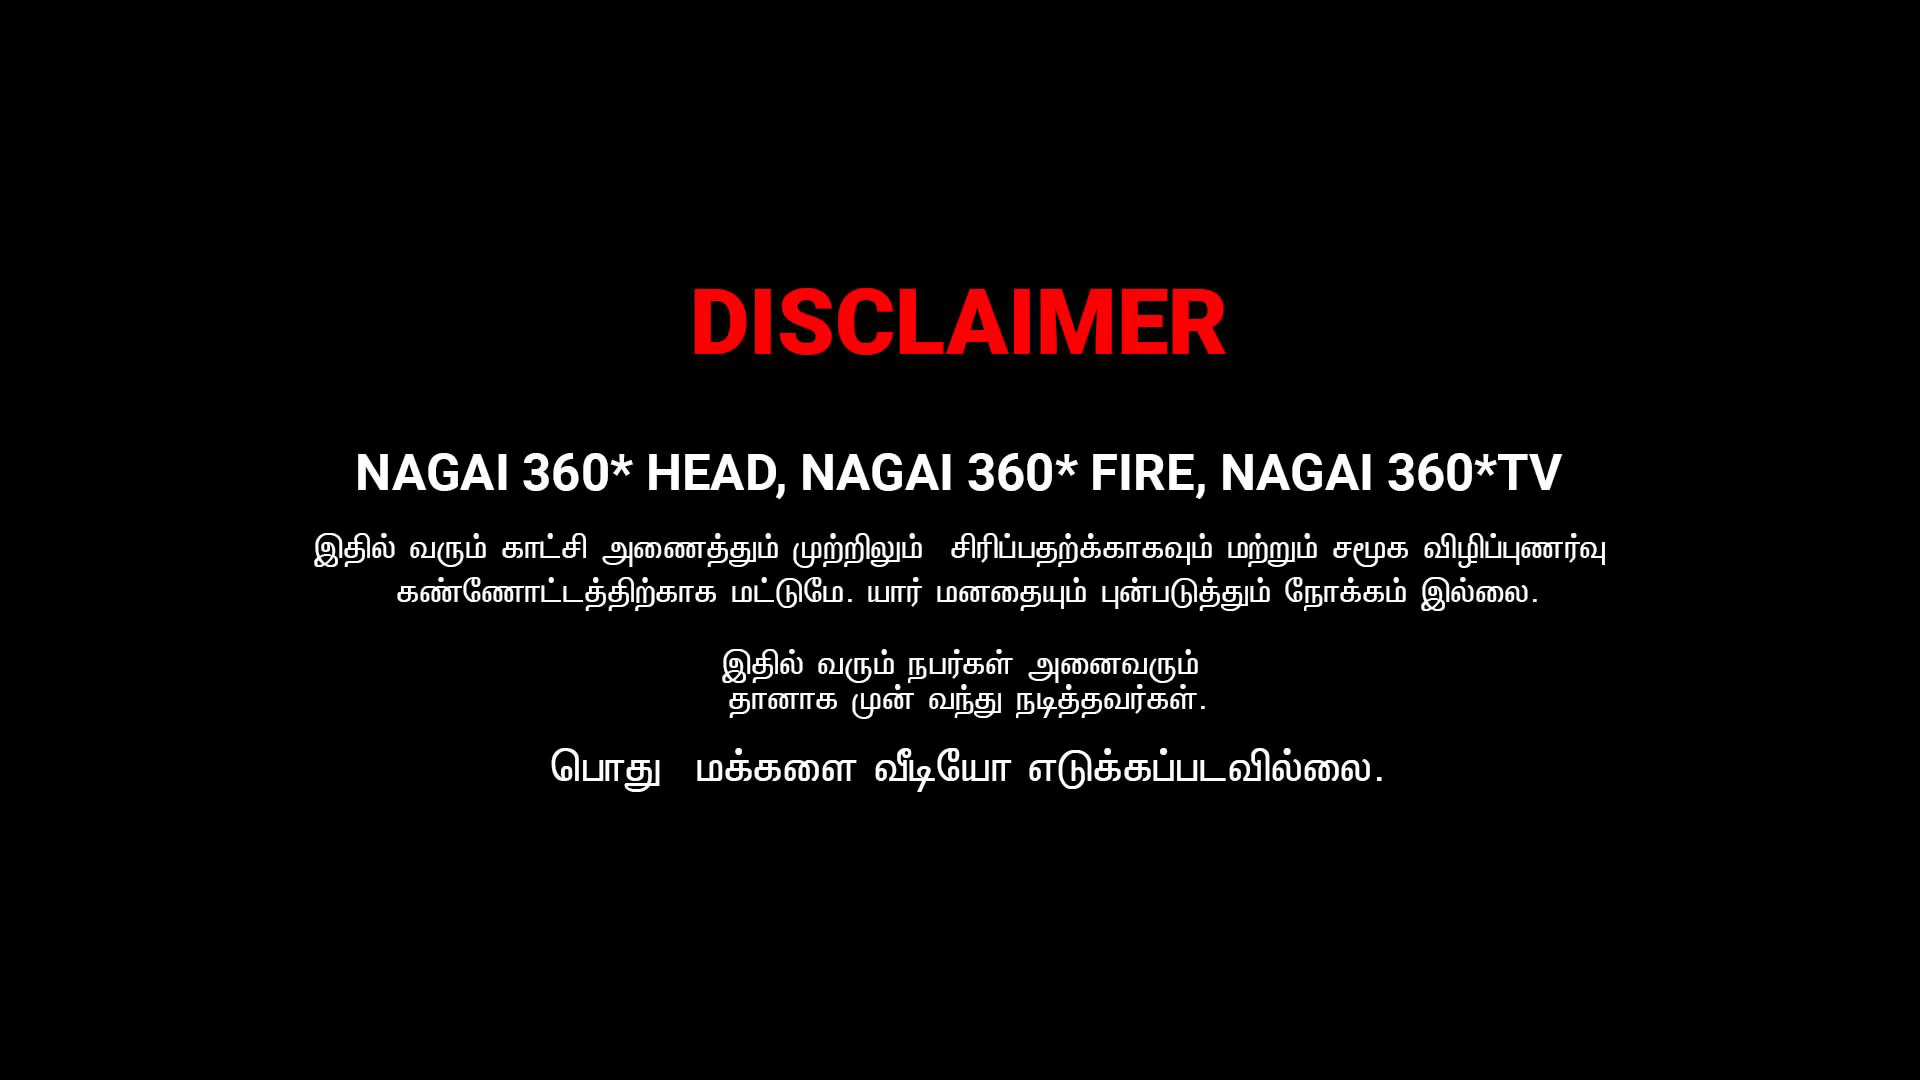 DISCLAIMER
NAGAI 360* HEAD, NAGAI 360* FIRE, NAGAI 360*TV
இதில் வரும் காட்சி அணைத்தும் முற்றிலும் சிரிப்பதற்க்காகவும் மற்றும் சமூக விழிப்புணர்வு
கண்ணோட்டத்திற்காக மட்டுமே. யார் மனதையும் புன்படுத்தும் நோக்கம் இல்லை.
இதில் வரும் நபர்கள் அனைவரும்
தானாக முன் வந்து நடித்தவர்கள்.
பொது மக்களை வீடியோ எடுக்கப்படவில்லை.